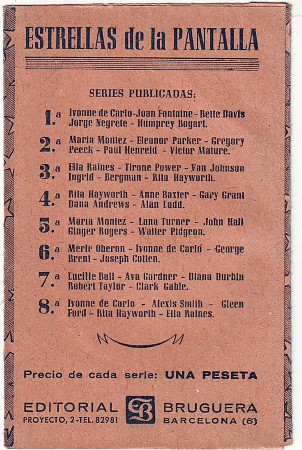 ESTRELLAS de la PANTALLA
SERIES PUBLICADAS:
1.ª Ivonne de Carlo-Joan Fontaine-Bette Davis
Jorge Negrete - Humprey Bogart.
2.ª María Montez - Eleanor Parker - Gregory
Peeck - Paul Henreid - Victor Mature.
3.ª Ella Raines - Tirone Power - Van Johnson
Ingrid - Bergman - Rita Hayworth.
4.ª Rita Hayworth - Anne Baxter - Gary Grant
Dana Andrews - Alan Ladd.
5.ª María Montez - Lana Turner - John Hall
Ginger Rogers - Walter Pidgeon.
6.ª Merle Oberon - Ivonne de Carlo - George
Brent - Joseph Cotten.
7.ª Lucille Ball - Ava Gardner - Diana Durbin
Robert Taylor - Clark Gable.
8.ª Ivonne de Carlo - Alexis Smith - Gleen
Ford - Rita Hayworth - Ella Raines.
Precio de cada serie: UNA PESETA
EDITORIAL EB BRUGUERA
PROYECTO, 2-TEL. 82981 BARCELONA (6)